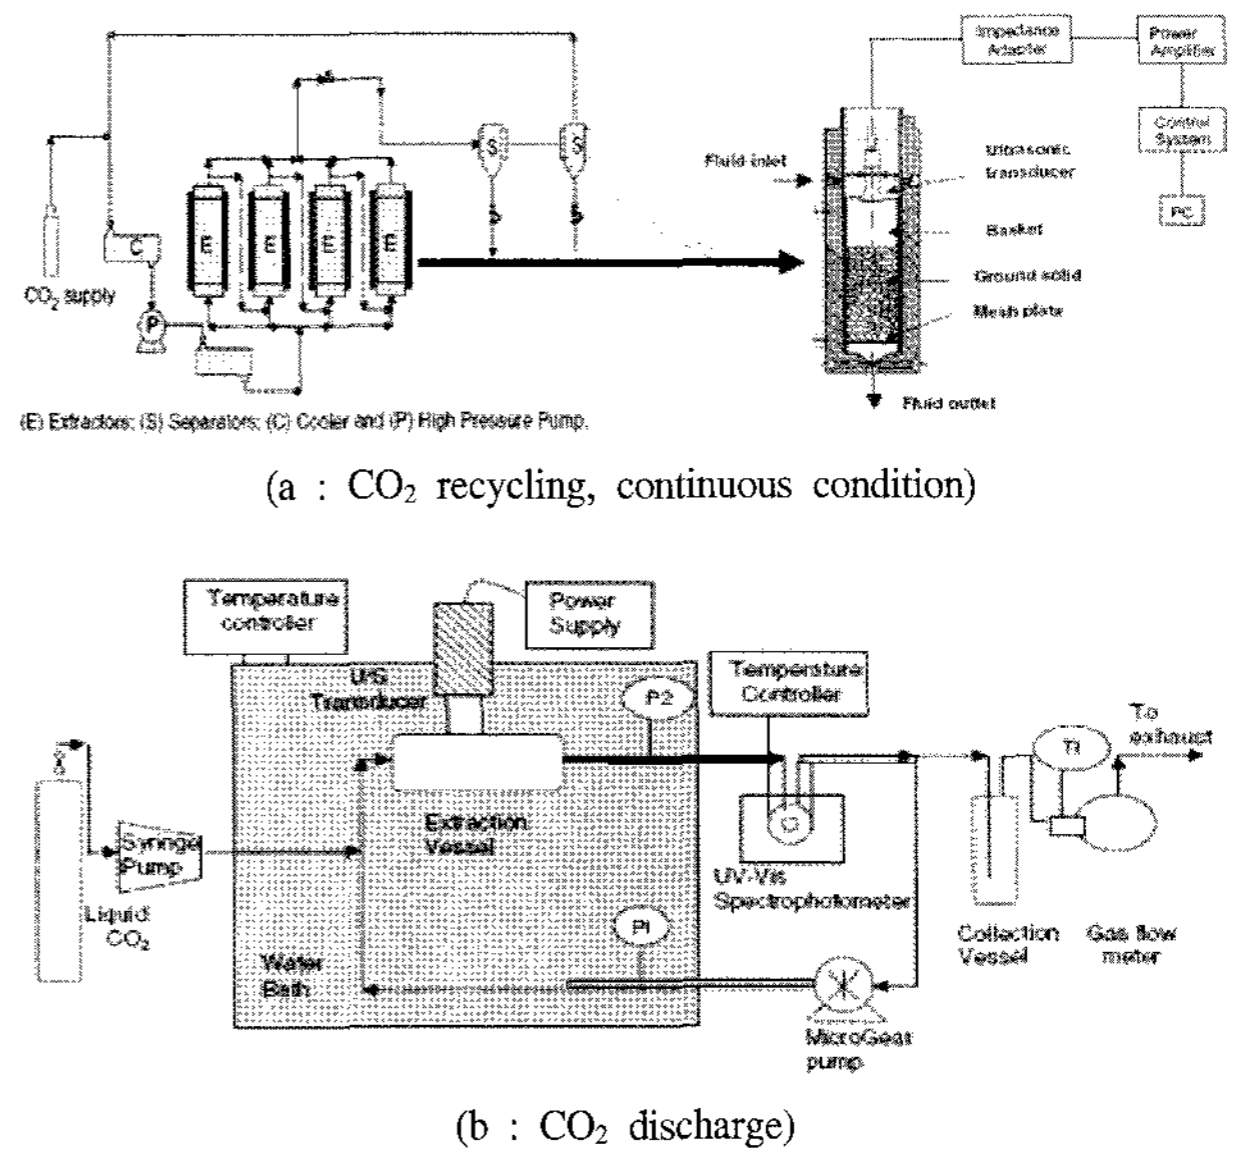 Impedance
Adapter
Power
Amplifier
Control
System
PC
Fluid inlet
Ultrasonic
transducer
Basket
Ground solid
Mesh plate
Fluid outlet
S
S
E
E
E
E
C
P
CO₂ supply
(E) Extractors; (S) Separators; (C) Cooler and (P) High Pressure Pump.
(a : CO₂ recycling, continuous condition)
Temperature
controller
Power
Supply
U/S
Transducer
P2
Temperature
Controller
To
exhaust
TI
Extraction
Vessel
Syringe
Pump
Liquid
CO₂
UV-Vis
Spectrophotometer
PI
Water
Bath
Collection
Vessel
Gas flow
meter
MicroGear
pump
(b : CO₂ discharge)